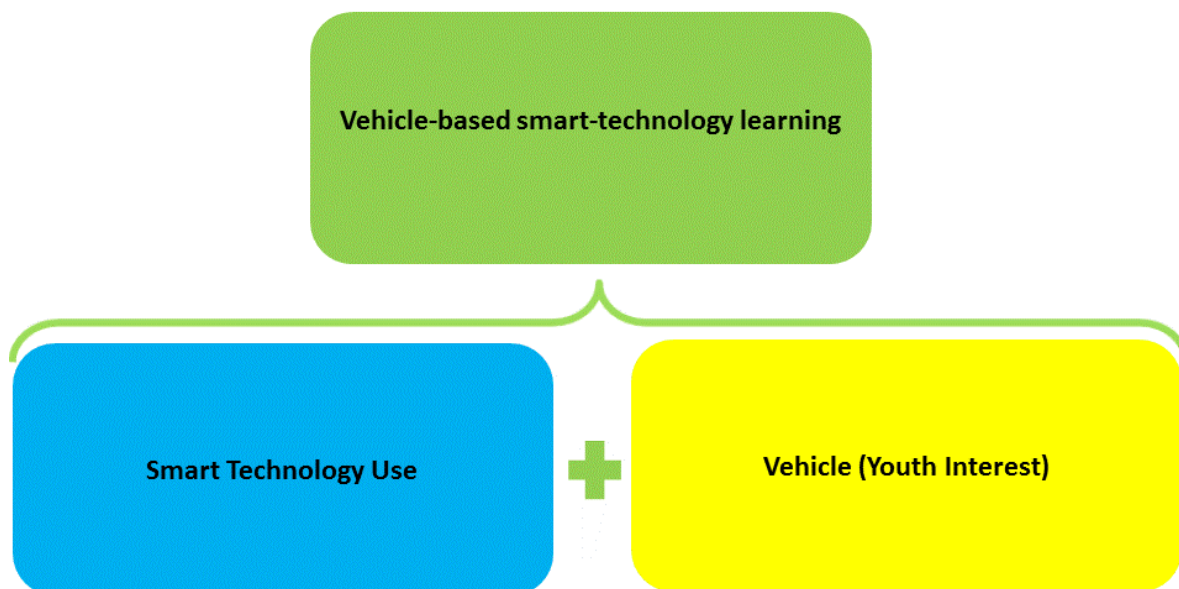 Vehicle-based smart-technology learning
Smart Technology Use
Vehicle (Youth Interest)